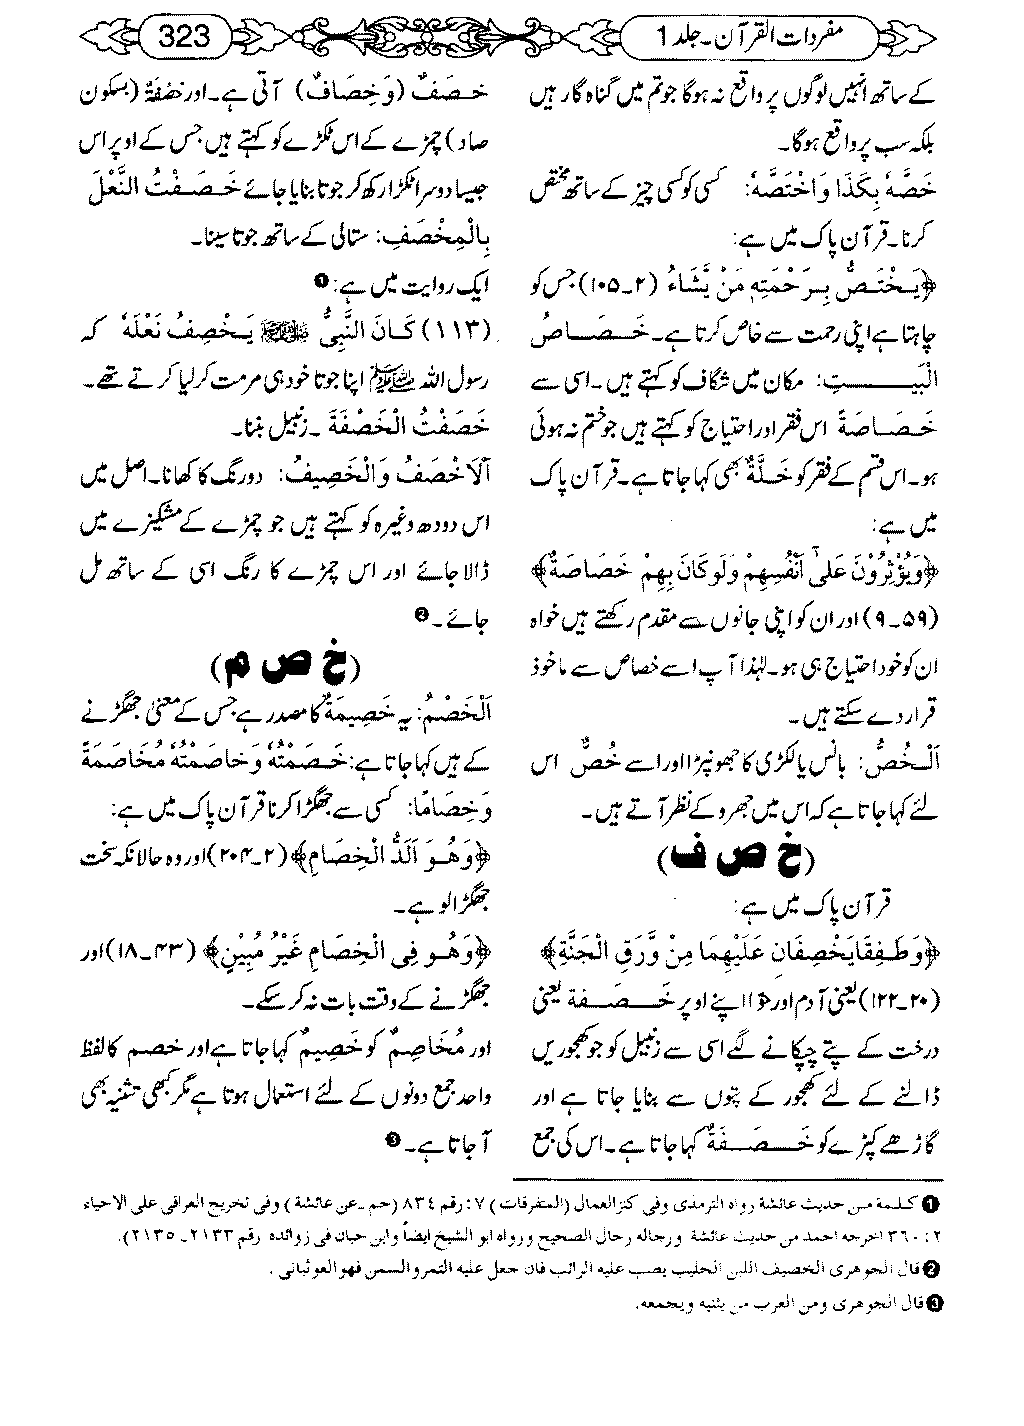 مفردات القرآن۔جلد 1
323
کے ساتھ انہیں لوگوں پر واقع نہ ہوگا جو تم میں گناہ گار ہیں
بلکہ سب پر واقع ہوگا۔
خَصَّهٗ بِكَذَا وَاخْتَصَّهٗ: کسی کو کسی چیز کے ساتھ مختص
کرنا۔ قرآن پاک میں ہے:
﴿يَخْتَصُّ بِرَحْمَتِهٖ مَنْ يَّشَاءُ﴾ (۲۔۱۰۵) جس کو
چاہتا ہے اپنی رحمت سے خاص کرتا ہے۔ خَصَاصُ
الْبَيْتِ: مکان میں شگاف کو کہتے ہیں۔ اسی سے
خَصَاصَةٌ اس فقر اور احتیاج کو کہتے ہیں جو ختم نہ ہوئی
ہو۔ اس قسم کے فقر کو خَلَّةٌ بھی کہا جاتا ہے۔ قرآن پاک
میں ہے:
﴿وَيُؤْثِرُوْنَ عَلٰى اَنْفُسِهِمْ وَلَوْ كَانَ بِهِمْ خَصَاصَةٌ﴾
(۵۹۔۹) اور ان کو اپنی جانوں سے مقدم رکھتے ہیں خواہ
ان کو خود احتیاج ہی ہو۔ لہٰذا آپ اسے خصاص سے ماخوذ
قرار دے سکتے ہیں۔
اَلْخُصُّ: بانس یا لکڑی کا جھونپڑا اور اسے خُصٌّ اس
لئے کہا جاتا ہے کہ اس میں جھروکے نظر آتے ہیں۔
(خ ص ف)
قرآن پاک میں ہے:
﴿وَطَفِقَا يَخْصِفَانِ عَلَيْهِمَا مِنْ وَّرَقِ الْجَنَّةِ﴾
(۲۰۔۱۲۲) یعنی آدم اور حوّا اپنے اوپر خَصَفَة یعنی
درخت کے پتے چپکانے لگے اسی سے زنبیل کو جو کھجوریں
ڈالنے کے لئے کھجور کے پتوں سے بنایا جاتا ہے اور
گاڑھے کپڑے کو خَصَفَةٌ کہا جاتا ہے۔ اس کی جمع
خَصَفٌ (وَخِصَافٌ) آتی ہے۔ اور خَصْفَةٌ (بسکون
صاد) چمڑے کے اس ٹکڑے کو کہتے ہیں جس کے اوپر اس
جیسا دوسرا ٹکڑا رکھ کر جوتا بنایا جائے خَصَفْتُ النَّعْلَ
بِالْمِخْصَفِ: ستالی کے ساتھ جوتا سینا۔
ایک روایت میں ہے:❶
(۱۱۳) كَانَ النَّبِىُّ ﷺ يَخْصِفُ نَعْلَهٗ کہ
رسول اللہ ﷺ اپنا جوتا خود ہی مرمت کر لیا کرتے تھے۔
خَصَفْتُ الْخَصْفَةَ۔ زنبیل بننا۔
اَلْاَخْصَفُ وَالْخَصِيْفُ: دو رنگ کا کھانا۔ اصل میں
اس دودھ وغیرہ کو کہتے ہیں جو چمڑے کے مشکیزے میں
ڈالا جائے اور اس چمڑے کا رنگ اسی کے ساتھ مل
جائے۔❷
(خ ص م)
اَلْخَصْمُ: یہ خَصِيْمَةٌ کا مصدر ہے جس کے معنیٰ جھگڑنے
کے ہیں کہا جاتا ہے: خَصَمْتُهٗ وَخَاصَمْتُهٗ مُخَاصَمَةً
وَخِصَامًا: کسی سے جھگڑا کرنا قرآن پاک میں ہے:
﴿وَهُوَ اَلَدُّ الْخِصَامِ﴾ (۲۔۲۰۴) اور وہ حالانکہ سخت
جھگڑالو ہے۔
﴿وَهُوَ فِى الْخِصَامِ غَيْرُ مُبِيْنٍ﴾ (۴۳۔۱۸) اور
جھگڑنے کے وقت بات نہ کر سکے۔
اور مُخَاصِمٌ کو خَصِيْمٌ کہا جاتا ہے اور خصم کا لفظ
واحد جمع دونوں کے لئے استعمال ہوتا ہے مگر کبھی تثنیہ بھی
آ جاتا ہے۔❸
❶ كلمة من حديث عائشة رواه الترمذى وفى كنز العمال (المتفرقات) ۷: رقم ۸۳٤ (حم۔عن عائشة) وفى تخريج العراقى على الاحياء
۲: ۳٦۰ اخرجه احمد من حديث عائشة ورجاله رجال الصحيح ورواه ابو الشيخ ايضاً وابن حبان فى زوائده رقم ۲۱۳۳۔۲۱۳۵).
❷ قال الجوهرى الخصيف اللبن الحليب يصب عليه الرائب فان جعل عليه التمر والسمن فهو العوثبانى.
❸ قال الجوهرى ومن العرب من يثنيه ويجمعه.